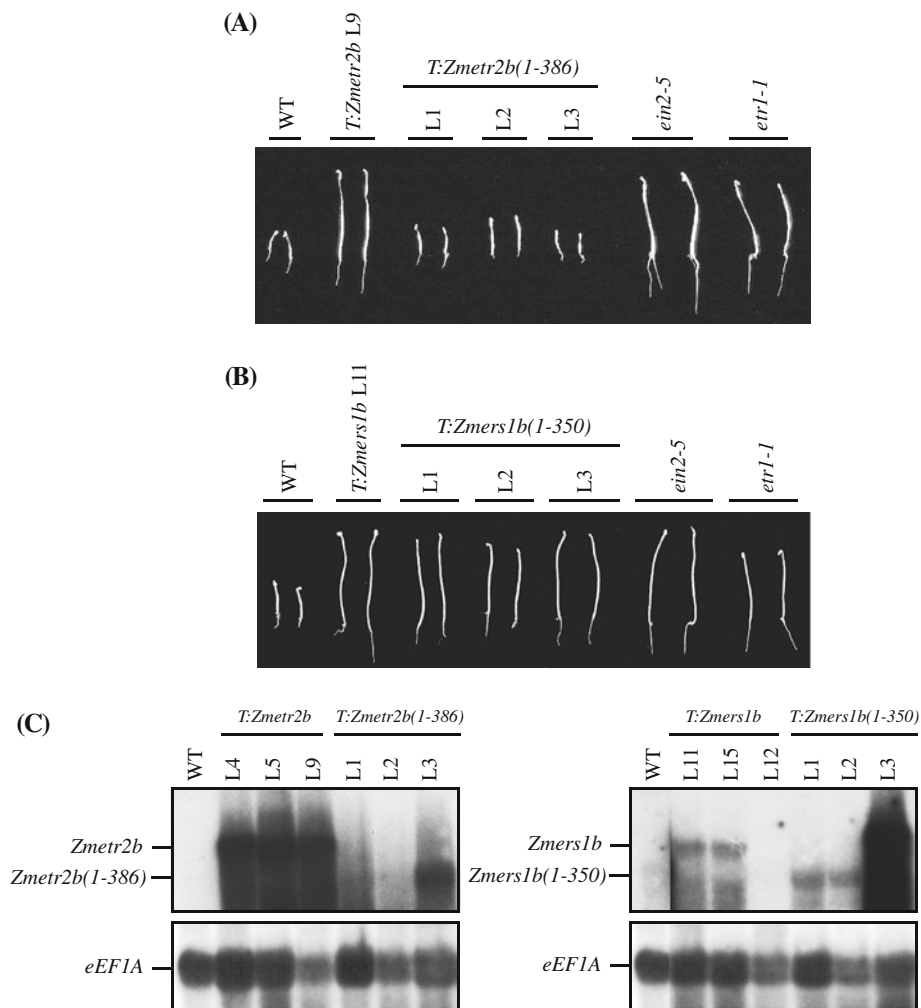 (A)
WT
T:Zmetr2b L9
T:Zmetr2b(1-386)
L1
L2
L3
ein2-5
etr1-1
(B)
WT
T:Zmers1b L11
T:Zmers1b(1-350)
L1
L2
L3
ein2-5
etr1-1
(C)
T:Zmetr2b
T:Zmetr2b(1-386)
WT
L4
L5
L9
L1
L2
L3
Zmetr2b
Zmetr2b(1-386)
eEF1A
T:Zmers1b
T:Zmers1b(1-350)
WT
L11
L15
L12
L1
L2
L3
Zmers1b
Zmers1b(1-350)
eEF1A